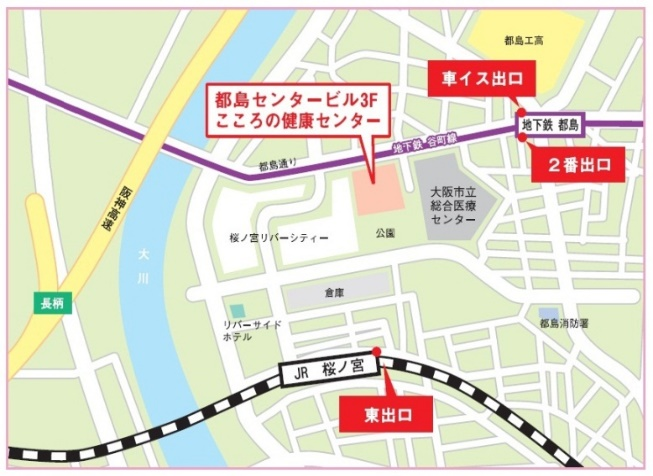 都島工高
車イス出口
都島センタービル3F
こころの健康センター
地下鉄 都島
地下鉄 谷町線
2番出口
都島通り
阪神高速
大阪市立
総合医療
センター
桜ノ宮リバーシティー
公園
大川
長柄
倉庫
リバーサイド
ホテル
都島消防署
JR 桜ノ宮
東出口